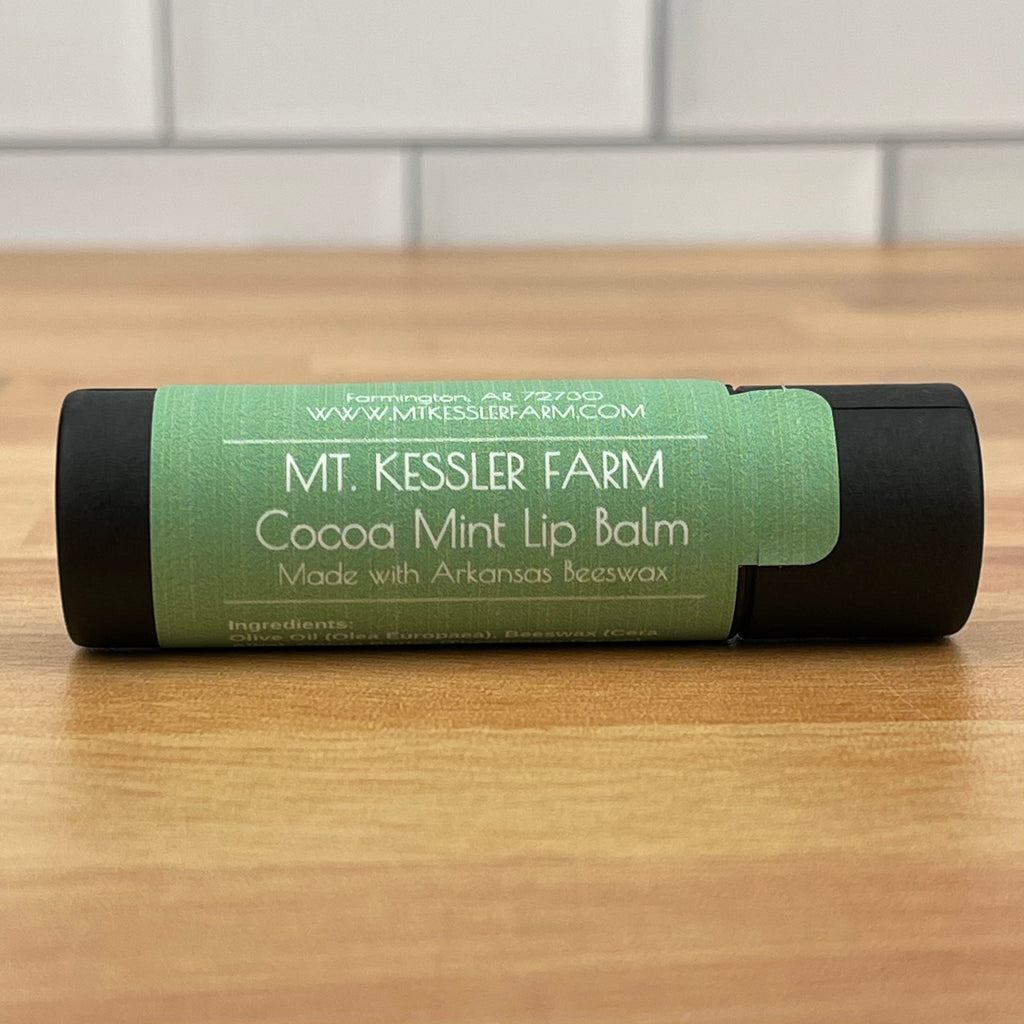 Farmington, AR 72730
WWW.MTKESSLERFARM.COM
MT. KESSLER FARM
Cocoa Mint Lip Balm
Made with Arkansas Beeswax
Ingredients:
Olive Oil (Olea Europaea), Beeswax (Cera